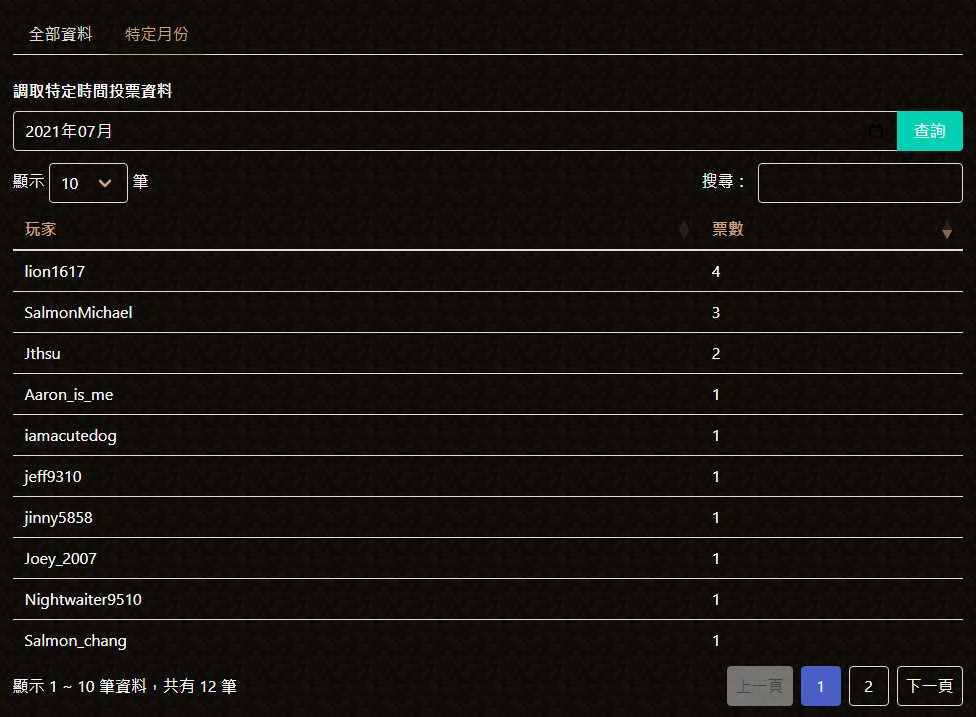 全部資料 特定月份
調取特定時間投票資料
2021年07月 查詢
顯示 10 筆 搜尋：
玩家 票數
lion1617 4
SalmonMichael 3
Jthsu 2
Aaron_is_me 1
iamacutedog 1
jeff9310 1
jinny5858 1
Joey_2007 1
Nightwaiter9510 1
Salmon_chang 1
顯示 1 ~ 10 筆資料，共有 12 筆 上一頁 1 2 下一頁